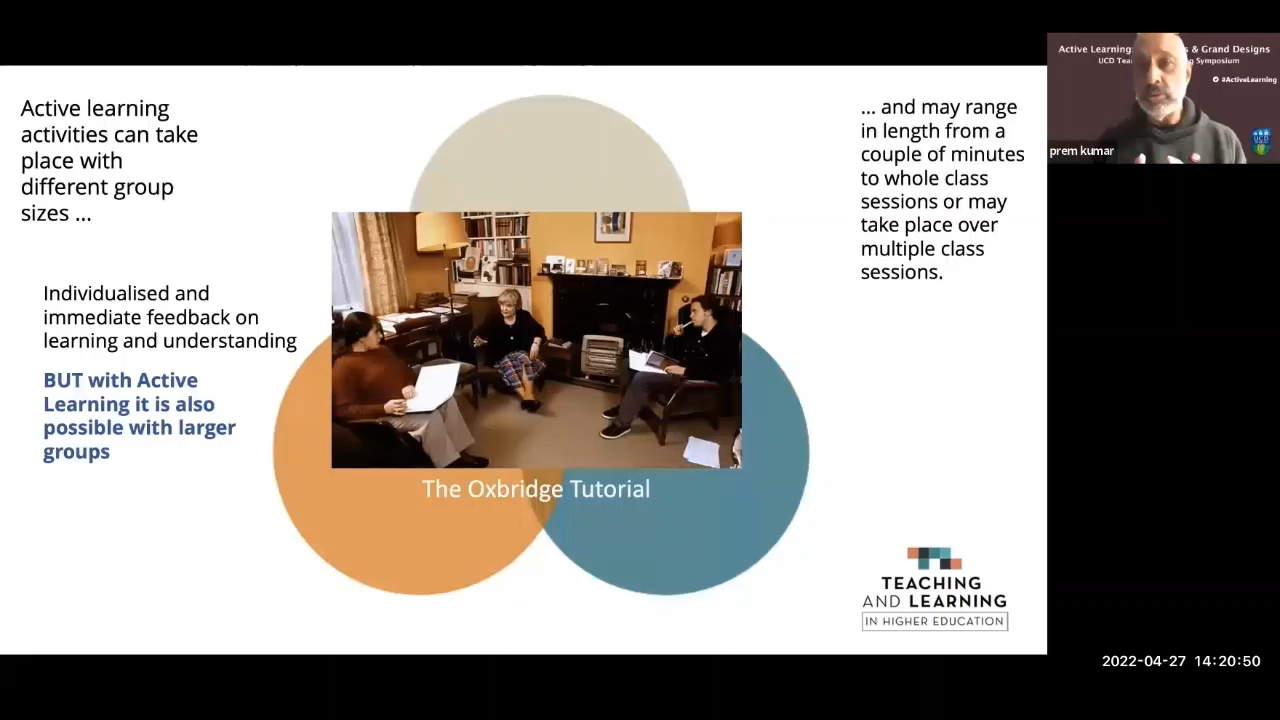 Active learning
activities can take
place with
different group
sizes ...
Individualised and
immediate feedback on
learning and understanding
BUT with Active
Learning it is also
possible with larger
groups
The Oxbridge Tutorial
... and may range
in length from a
couple of minutes
to whole class
sessions or may
take place over
multiple class
sessions.
TEACHING
AND LEARNING
IN HIGHER EDUCATION
Active Learning & Grand Designs
UCD Symposium
#ActiveLearning
UCD
prem kumar
2022-04-27 14:20:50